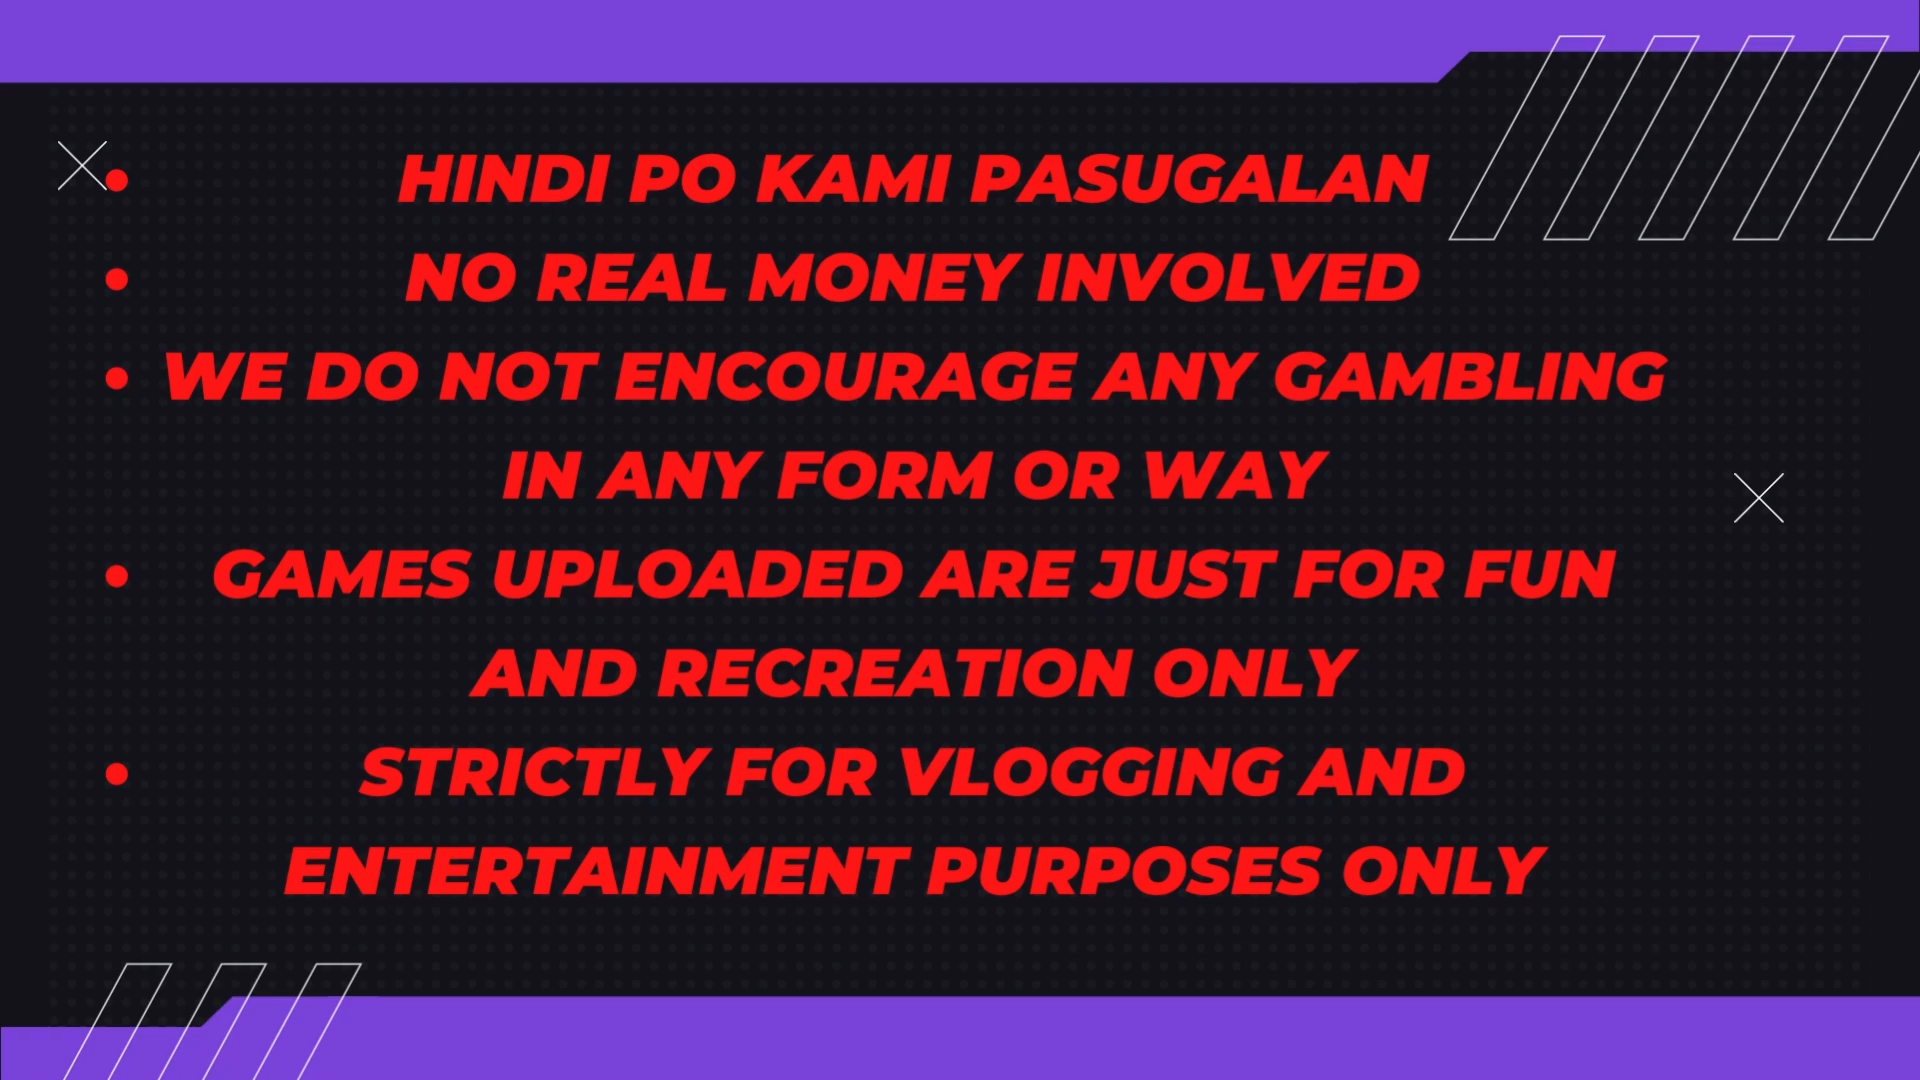 • HINDI PO KAMI PASUGALAN
• NO REAL MONEY INVOLVED
• WE DO NOT ENCOURAGE ANY GAMBLING
IN ANY FORM OR WAY
• GAMES UPLOADED ARE JUST FOR FUN
AND RECREATION ONLY
• STRICTLY FOR VLOGGING AND
ENTERTAINMENT PURPOSES ONLY